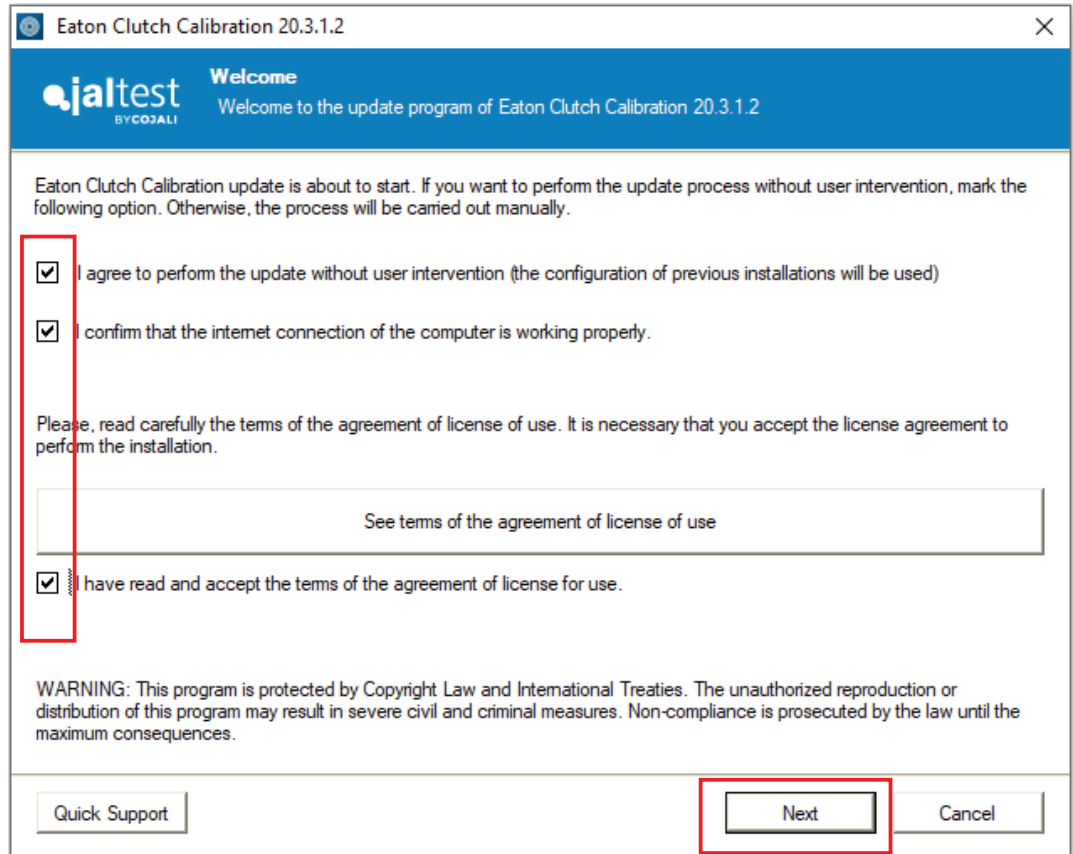 Eaton Clutch Calibration 20.3.1.2
jaltest
BY COJALI
Welcome
Welcome to the update program of Eaton Clutch Calibration 20.3.1.2
Eaton Clutch Calibration update is about to start. If you want to perform the update process without user intervention, mark the
following option. Otherwise, the process will be carried out manually.
I agree to perform the update without user intervention (the configuration of previous installations will be used)
I confirm that the internet connection of the computer is working properly.
Please, read carefully the terms of the agreement of license of use. It is necessary that you accept the license agreement to
perform the installation.
See terms of the agreement of license of use
I have read and accept the terms of the agreement of license for use.
WARNING: This program is protected by Copyright Law and International Treaties. The unauthorized reproduction or
distribution of this program may result in severe civil and criminal measures. Non-compliance is prosecuted by the law until the
maximum consequences.
Quick Support
Next
Cancel